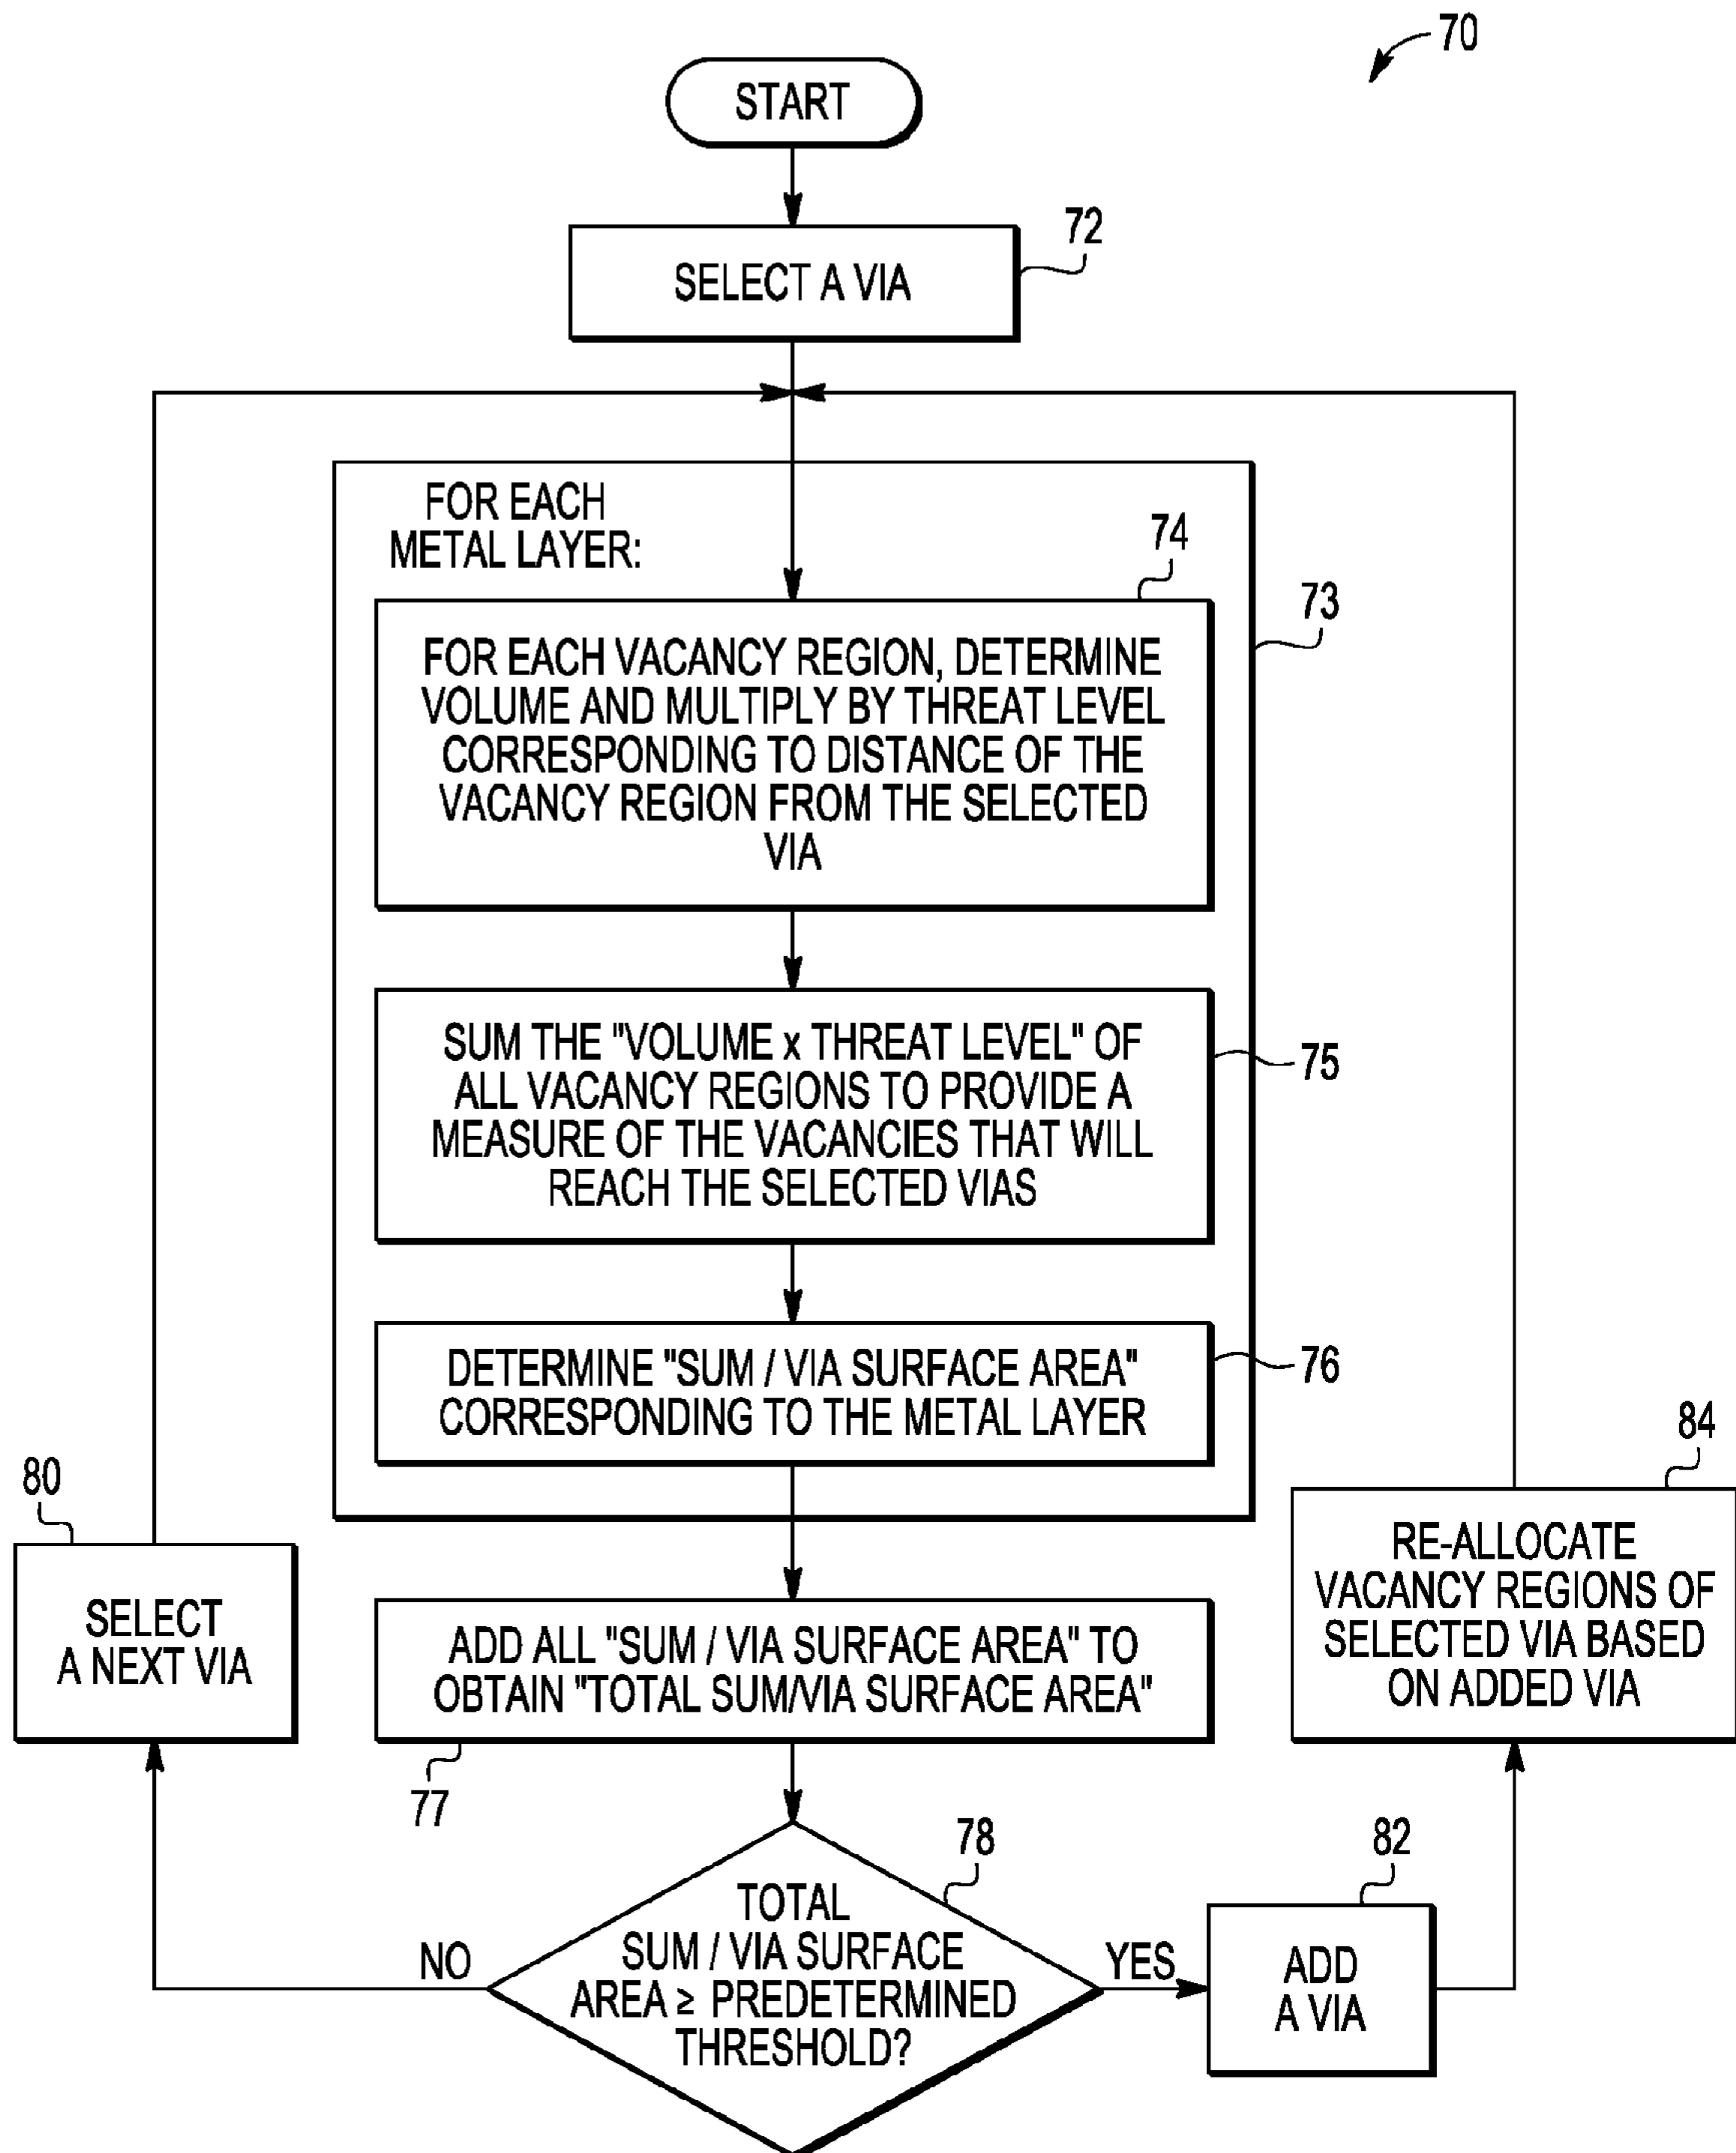 70
START
72
SELECT A VIA
FOR EACH
METAL LAYER:
74
73
FOR EACH VACANCY REGION, DETERMINE
VOLUME AND MULTIPLY BY THREAT LEVEL
CORRESPONDING TO DISTANCE OF THE
VACANCY REGION FROM THE SELECTED
VIA
SUM THE "VOLUME x THREAT LEVEL" OF
ALL VACANCY REGIONS TO PROVIDE A
MEASURE OF THE VACANCIES THAT WILL
REACH THE SELECTED VIAS
75
DETERMINE "SUM / VIA SURFACE AREA"
CORRESPONDING TO THE METAL LAYER
76
ADD ALL "SUM / VIA SURFACE AREA" TO
OBTAIN "TOTAL SUM/VIA SURFACE AREA"
77
78
TOTAL
SUM / VIA SURFACE
AREA ≥ PREDETERMINED
THRESHOLD?
NO
80
SELECT
A NEXT VIA
YES
82
ADD
A VIA
84
RE-ALLOCATE
VACANCY REGIONS OF
SELECTED VIA BASED
ON ADDED VIA